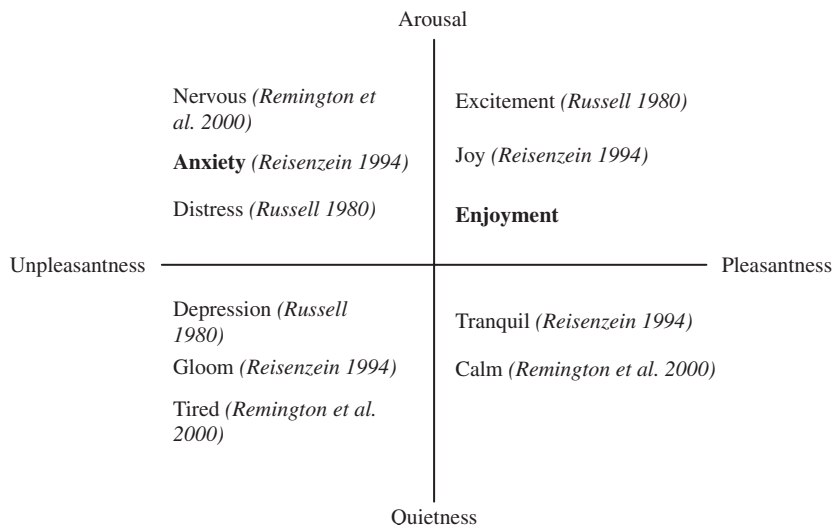 Arousal
Nervous (Remington et
al. 2000)
Anxiety (Reisenzein 1994)
Distress (Russell 1980)
Excitement (Russell 1980)
Joy (Reisenzein 1994)
Enjoyment
Unpleasantness
Pleasantness
Depression (Russell
1980)
Gloom (Reisenzein 1994)
Tired (Remington et al.
2000)
Tranquil (Reisenzein 1994)
Calm (Remington et al. 2000)
Quietness